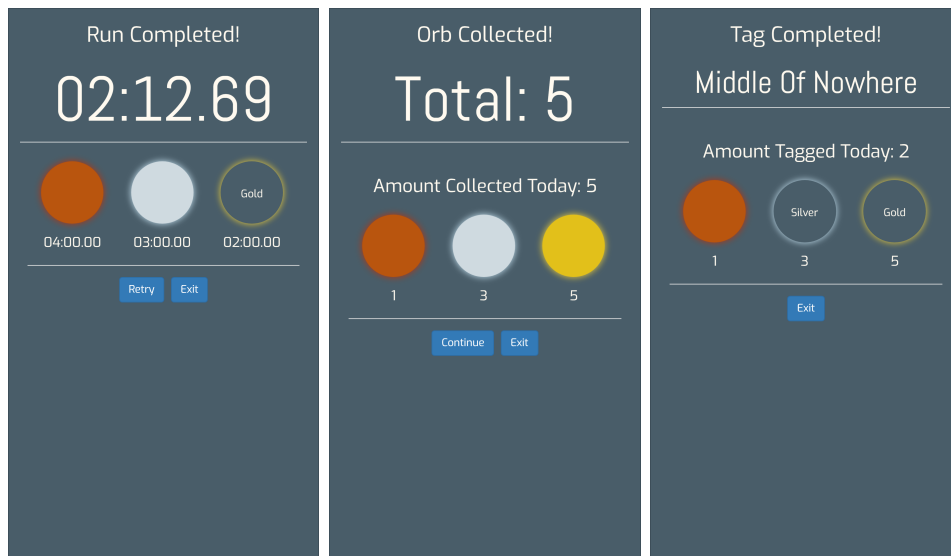 Run Completed!
02:12.69
Gold
04:00.00 03:00.00 02:00.00
Retry Exit
Orb Collected!
Total: 5
Amount Collected Today: 5
1 3 5
Continue Exit
Tag Completed!
Middle Of Nowhere
Amount Tagged Today: 2
Silver Gold
1 3 5
Exit